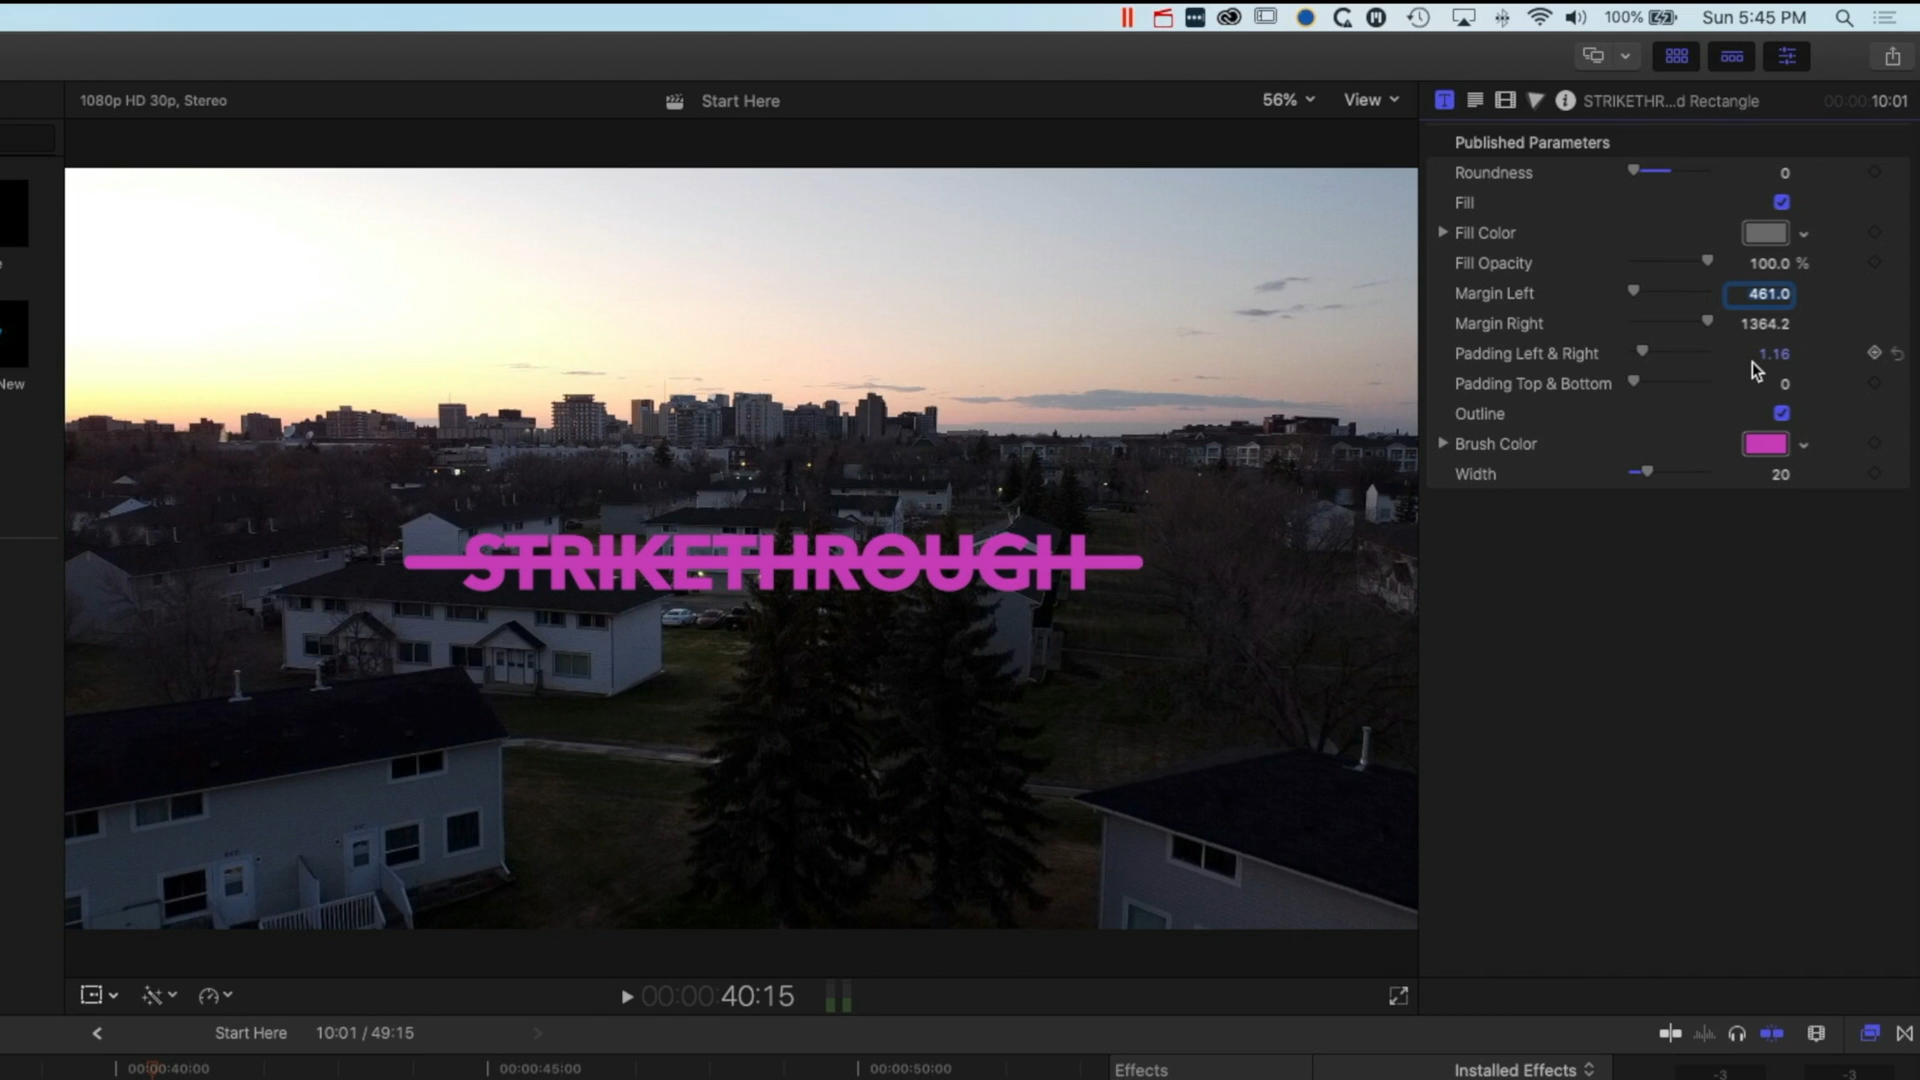 100%
Sun 5:45 PM
1080p HD 30p, Stereo
Start Here
56%
View
STRIKETHR...d Rectangle
00:00:10:01
Published Parameters
Roundness
0
Fill
Fill Color
Fill Opacity
100.0 %
Margin Left
461.0
Margin Right
1364.2
Padding Left & Right
1.16
Padding Top & Bottom
0
Outline
Brush Color
Width
20
New
STRIKETHROUGH
00:00:40:15
Start Here
10:01 / 49:15
00:00:40:00
00:00:45:00
00:00:50:00
Effects
Installed Effects
-3
-3